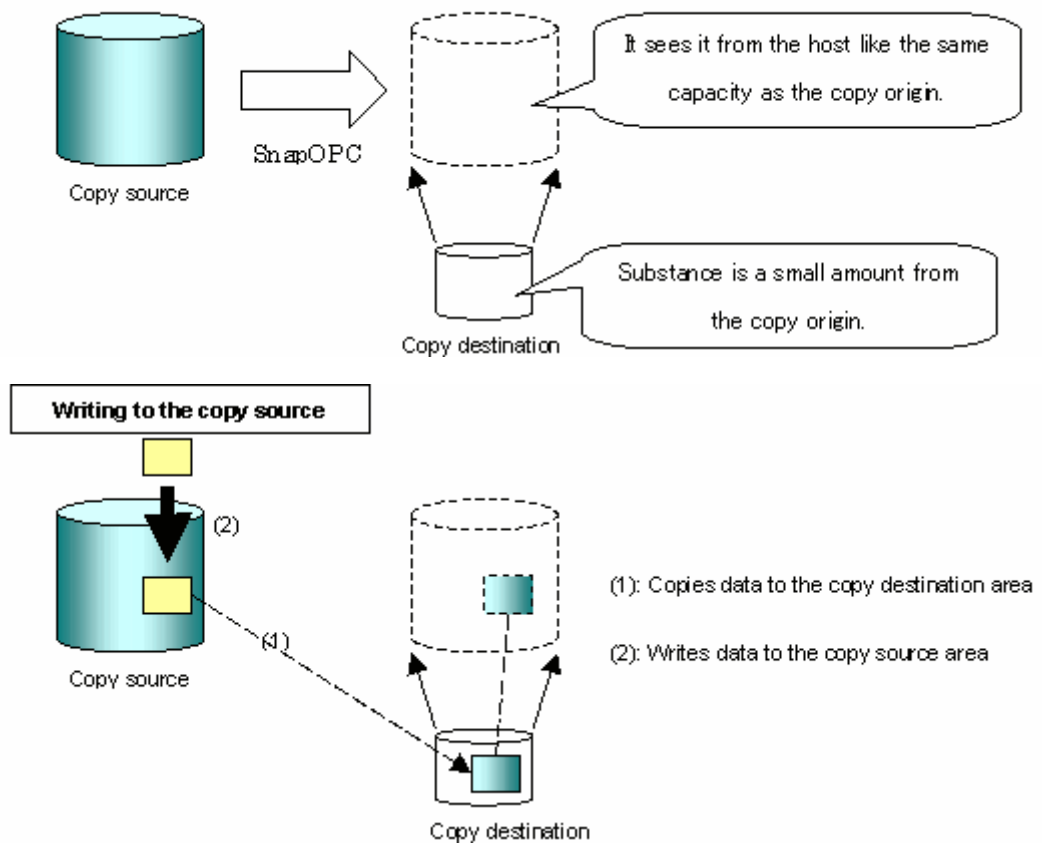 It sees it from the host like the same
capacity as the copy origin.
SnapOPC
Copy source
Substance is a small amount from
the copy origin.
Copy destination
Writing to the copy source
(2)
(1): Copies data to the copy destination area
(1)
(2): Writes data to the copy source area
Copy source
Copy destination